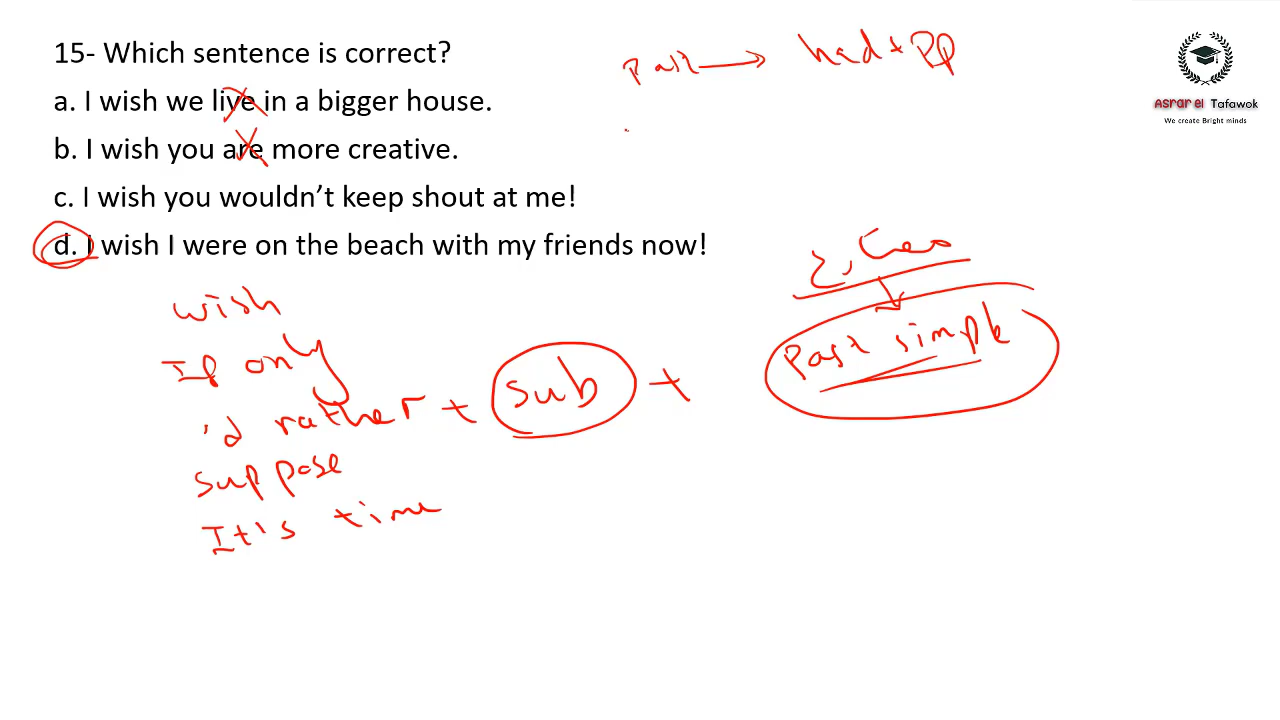 15- Which sentence is correct?
Past → had + PP
a. I wish we live in a bigger house.
b. I wish you are more creative.
c. I wish you wouldn’t keep shout at me!
d. I wish I were on the beach with my friends now!
wish
If only
'd rather + sub + Past simple
suppose
It's time
Asrar el Tafawok
We create Bright minds